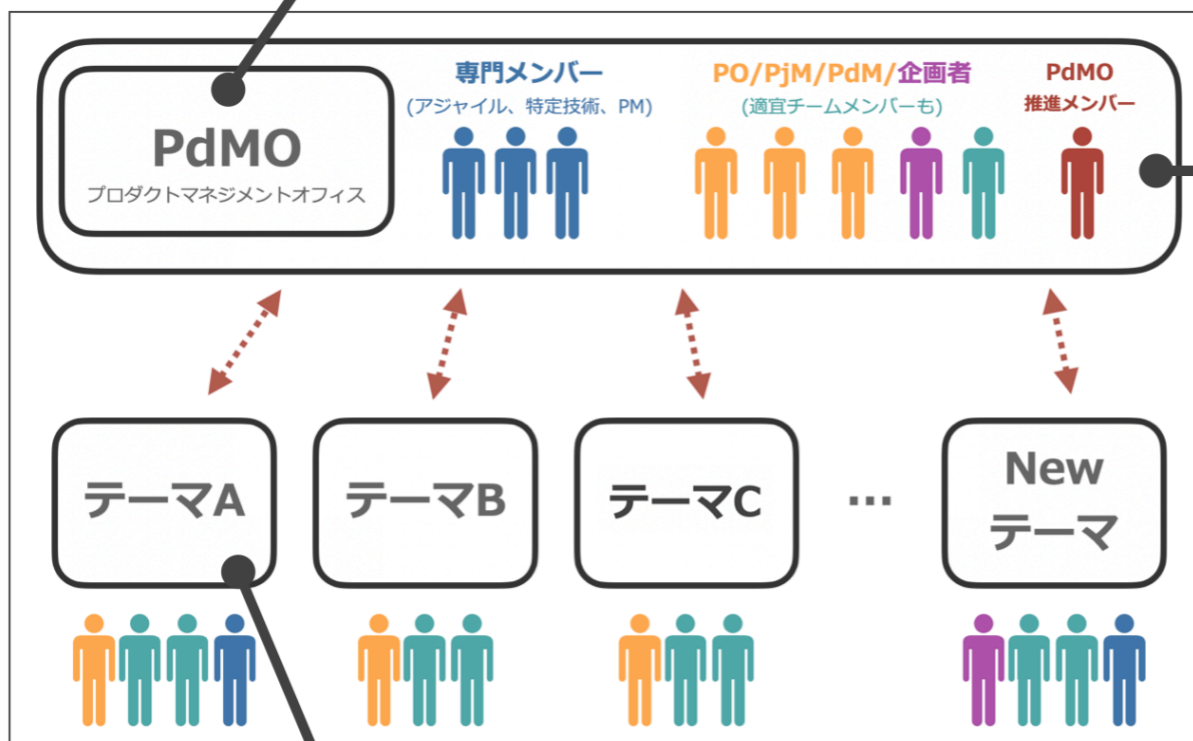 PdMO
プロダクトマネジメントオフィス
専門メンバー
(アジャイル、特定技術、PM)
PO/PjM/PdM/企画者
(適宜チームメンバーも)
PdMO
推進メンバー
テーマA
テーマB
テーマC
…
New
テーマ